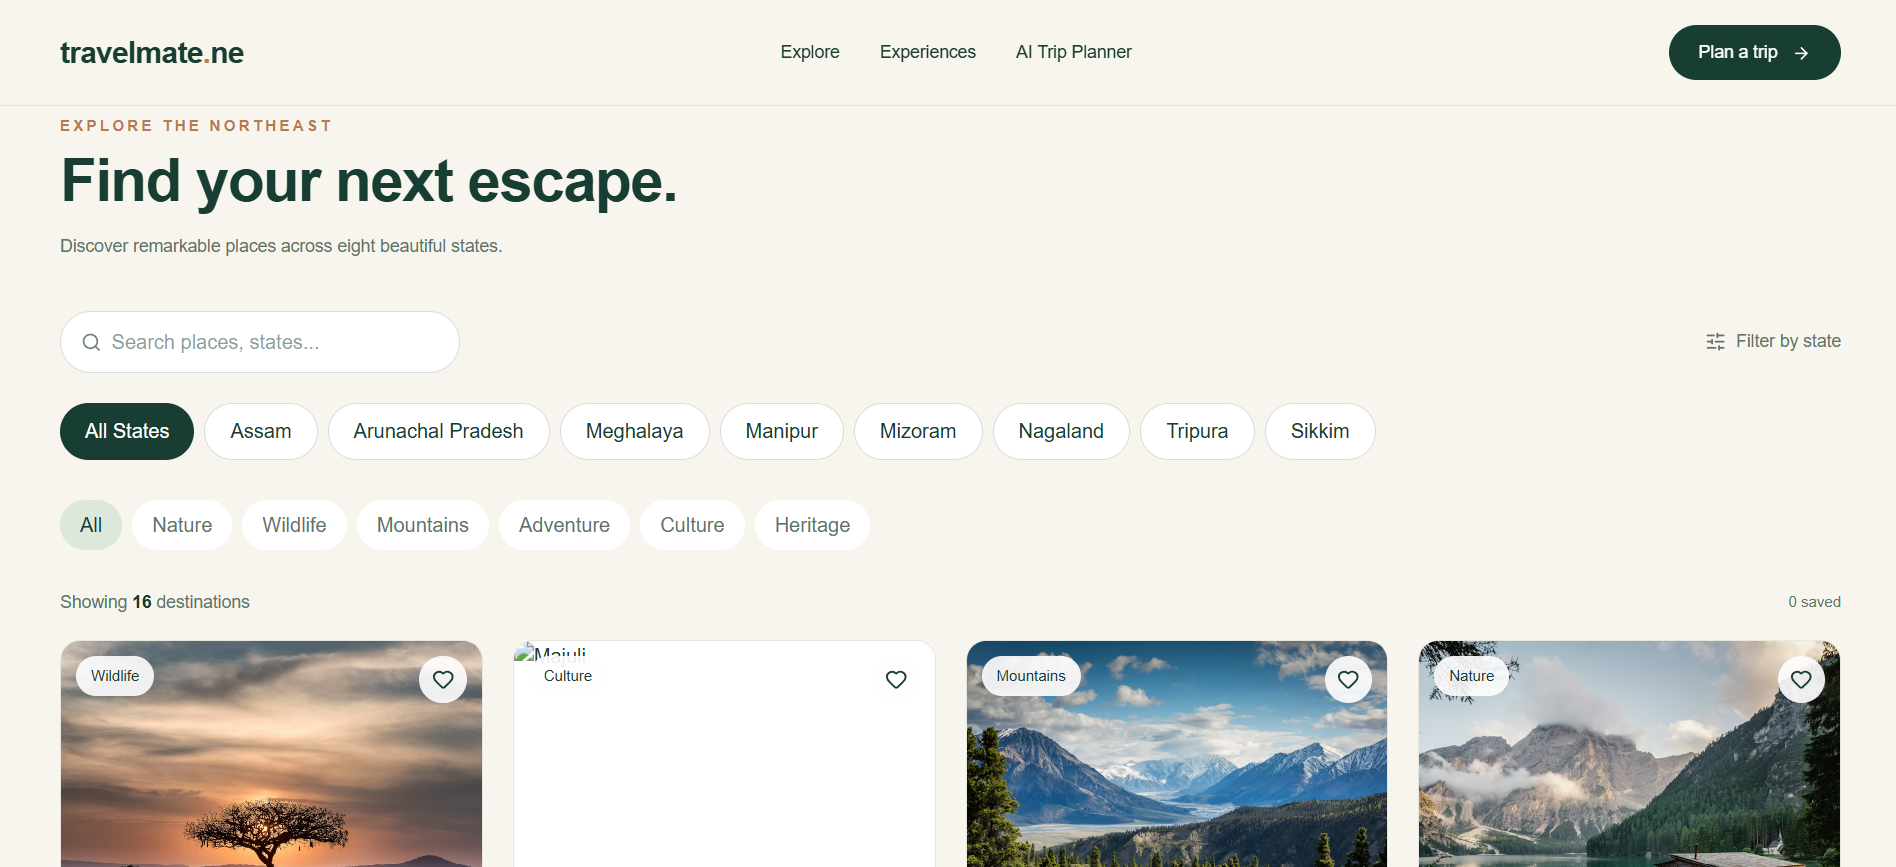 travelmate.ne
Explore
Experiences
AI Trip Planner
Plan a trip
EXPLORE THE NORTHEAST
Find your next escape.
Discover remarkable places across eight beautiful states.
Search places, states...
Filter by state
All States
Assam
Arunachal Pradesh
Meghalaya
Manipur
Mizoram
Nagaland
Tripura
Sikkim
All
Nature
Wildlife
Mountains
Adventure
Culture
Heritage
Showing 16 destinations
0 saved
Wildlife
Majuli
Culture
Mountains
Nature